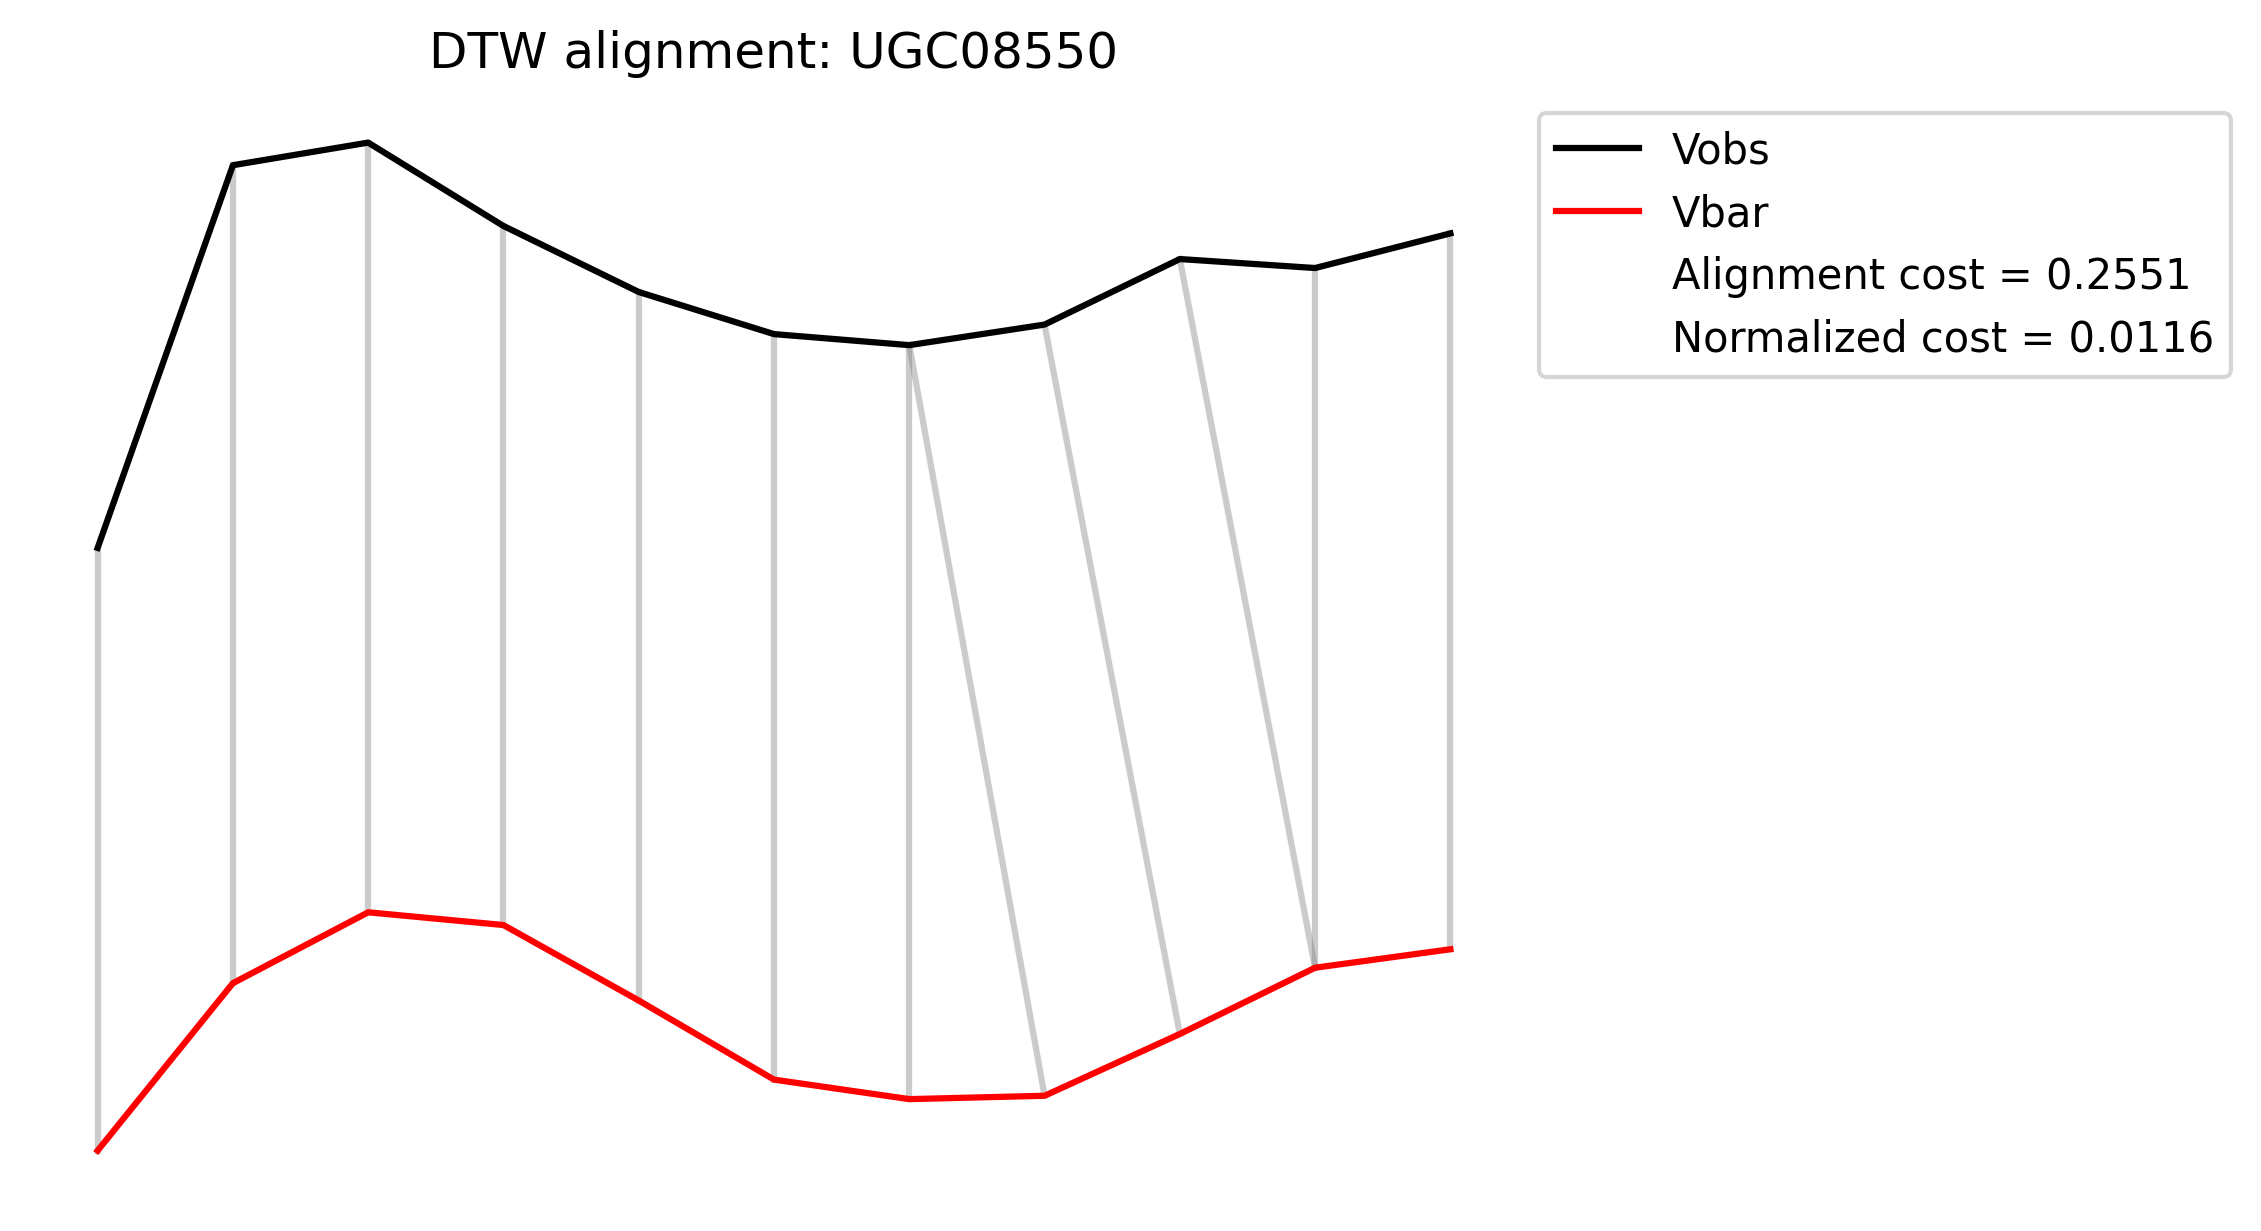 DTW alignment: UGC08550
Vobs
Vbar
Alignment cost = 0.2551
Normalized cost = 0.0116